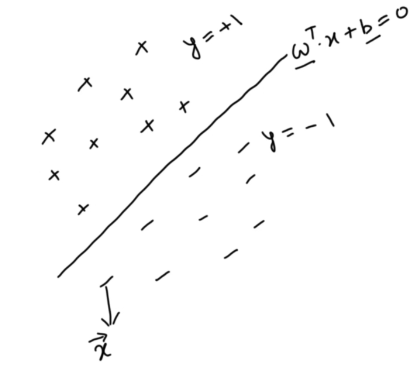 y = +1
ω^T · x + b = 0
y = −1
x⃗